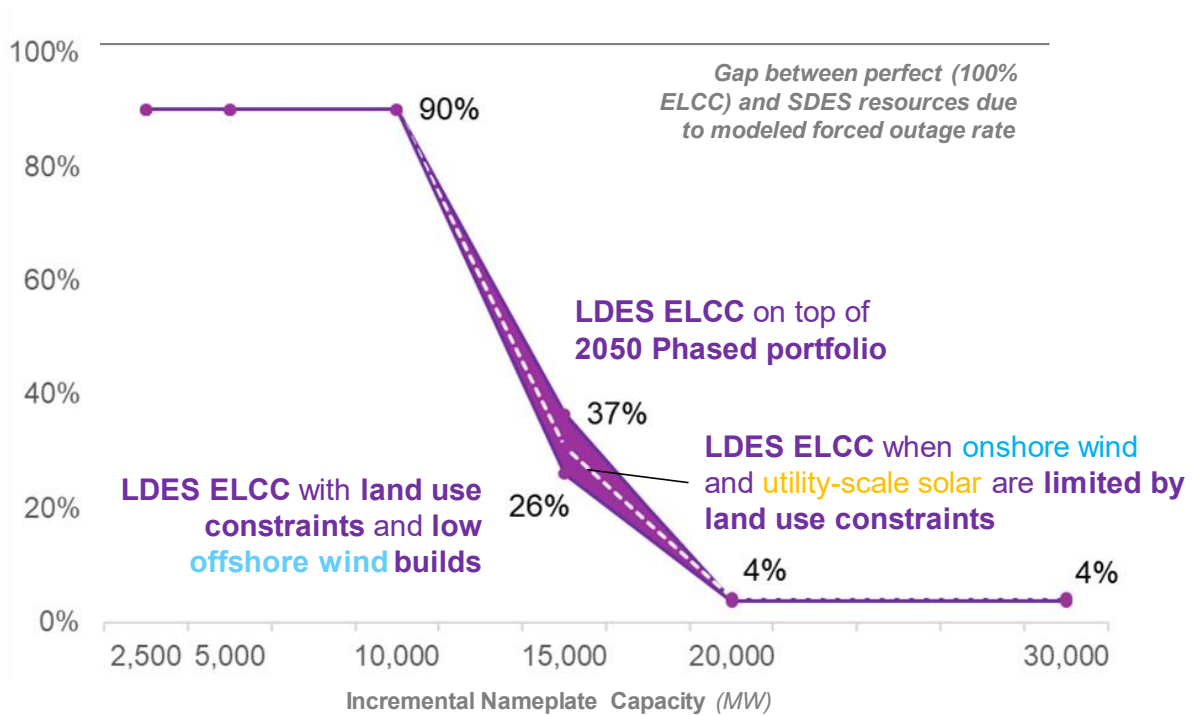 100%
Gap between perfect (100%
ELCC) and SDES resources due
to modeled forced outage rate
90%
80%
60%
LDES ELCC on top of
2050 Phased portfolio
40%
37%
LDES ELCC when onshore wind
and utility-scale solar are limited by
land use constraints
LDES ELCC with land use
constraints and low
offshore wind builds
26%
20%
4%
4%
0%
2,500 5,000 10,000 15,000 20,000 30,000
Incremental Nameplate Capacity (MW)